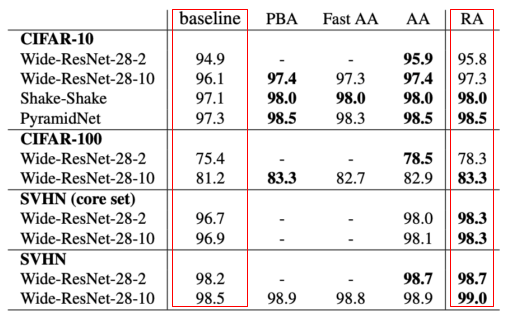 baseline PBA Fast AA AA RA
CIFAR-10
Wide-ResNet-28-2 94.9 - - 95.9 95.8
Wide-ResNet-28-10 96.1 97.4 97.3 97.4 97.3
Shake-Shake 97.1 98.0 98.0 98.0 98.0
PyramidNet 97.3 98.5 98.3 98.5 98.5
CIFAR-100
Wide-ResNet-28-2 75.4 - - 78.5 78.3
Wide-ResNet-28-10 81.2 83.3 82.7 82.9 83.3
SVHN (core set)
Wide-ResNet-28-2 96.7 - - 98.0 98.3
Wide-ResNet-28-10 96.9 - - 98.1 98.3
SVHN
Wide-ResNet-28-2 98.2 - - 98.7 98.7
Wide-ResNet-28-10 98.5 98.9 98.8 98.9 99.0